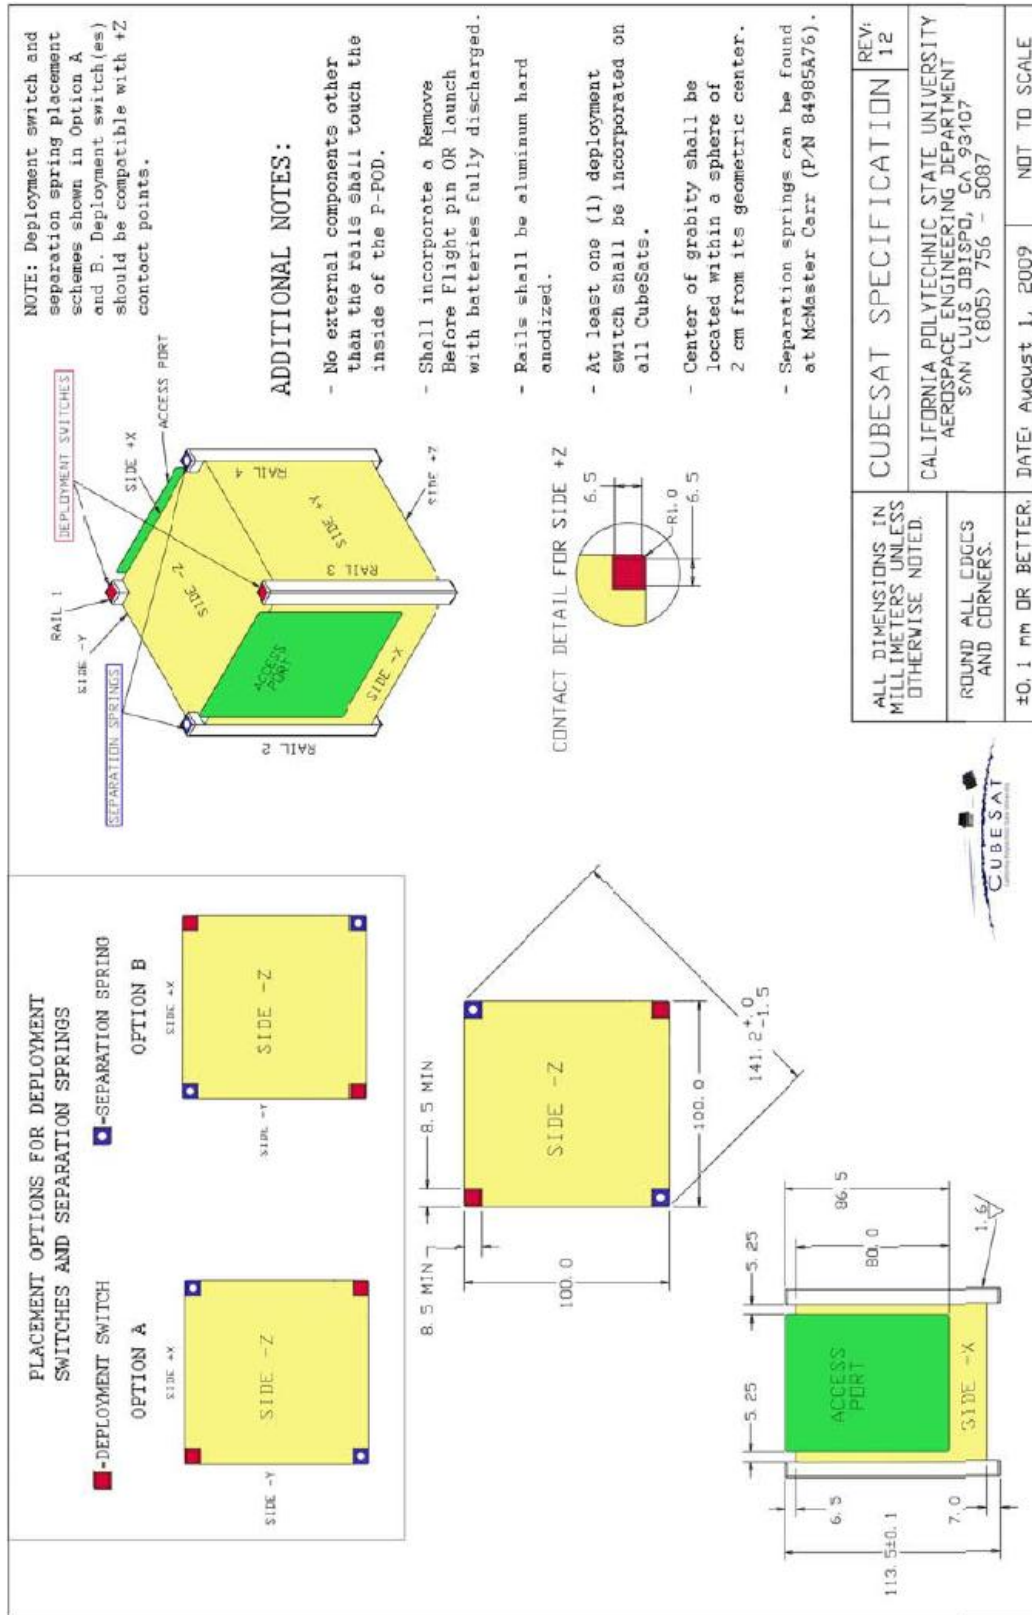 PLACEMENT OPTIONS FOR DEPLOYMENT
SWITCHES AND SEPARATION SPRINGS
-DEPLOYMENT SWITCH
-SEPARATION SPRING
OPTION A
SIDE +X
SIDE -Y
SIDE -Z
OPTION B
SIDE +X
SIDE -Y
SIDE -Z
SEPARATION SPRINGS
DEPLOYMENT SWITCHES
RAIL 1
SIDE -Y
SIDE +X
ACCESS PORT
SIDE -Z
RAIL 2
ACCESS
PORT
SIDE -X
RAIL 3
SIDE +Y
RAIL 4
SIDE +Z
NOTE: Deployment switch and
separation spring placement
schemes shown in Option A
and B. Deployment switch(es)
should be compatible with +Z
contact points.
ADDITIONAL NOTES:
- No external components other
than the rails shall touch the
inside of the P-POD.
- Shall incorporate a Remove
Before Flight pin OR launch
with batteries fully discharged.
- Rails shall be aluminum hard
anodized.
- At least one (1) deployment
switch shall be incorporated on
all CubeSats.
- Center of grabity shall be
located within a sphere of
2 cm from its geometric center.
- Separation springs can be found
at McMaster Carr (P/N 84985A76).
8.5 MIN
8.5 MIN
100.0
SIDE -Z
100.0
141.2 +.0 -1.5
CONTACT DETAIL FOR SIDE +Z
6.5
R1.0
6.5
5.25
5.25
6.5
113.5±0.1
7.0
ACCESS
PORT
SIDE -X
80.0
86.5
1.6
CUBESAT
ALL DIMENSIONS IN
MILLIMETERS UNLESS
OTHERWISE NOTED.
ROUND ALL EDGES
AND CORNERS.
±0.1 mm OR BETTER.
CUBESAT SPECIFICATION
REV:
12
CALIFORNIA POLYTECHNIC STATE UNIVERSITY
AEROSPACE ENGINEERING DEPARTMENT
SAN LUIS OBISPO, CA 93407
(805) 756 - 5087
DATE: August 1, 2009
NOT TO SCALE